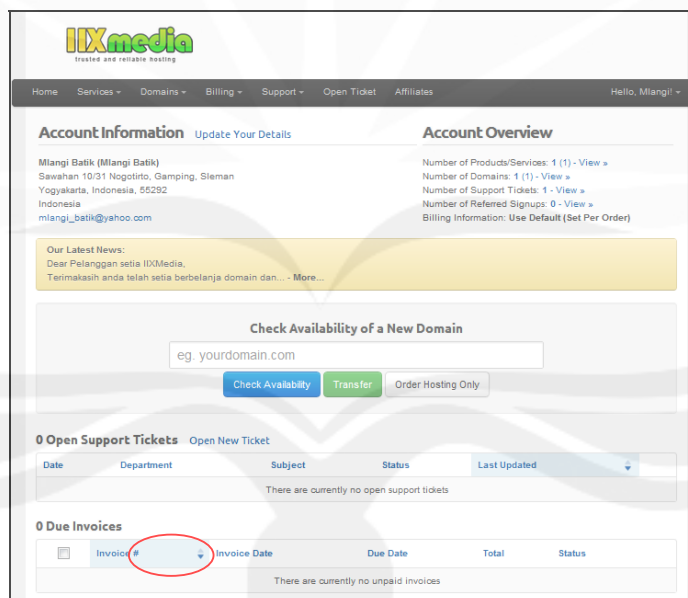 IIXmedia
trusted and reliable hosting
Home Services Domains Billing Support Open Ticket Affiliates Hello, Mlangi!
Account Information Update Your Details
Mlangi Batik (Mlangi Batik)
Sawahan 10/31 Nogotirto, Gamping, Sleman
Yogyakarta, Indonesia, 55292
Indonesia
mlangi_batik@yahoo.com
Account Overview
Number of Products/Services: 1 (1) - View »
Number of Domains: 1 (1) - View »
Number of Support Tickets: 1 - View »
Number of Referred Signups: 0 - View »
Billing Information: Use Default (Set Per Order)
Our Latest News:
Dear Pelanggan setia IIXMedia,
Terimakasih anda telah setia berbelanja domain dan... - More...
Check Availability of a New Domain
eg. yourdomain.com
Check Availability Transfer Order Hosting Only
0 Open Support Tickets Open New Ticket
Date Department Subject Status Last Updated
There are currently no open support tickets
0 Due Invoices
Invoice # Invoice Date Due Date Total Status
There are currently no unpaid invoices